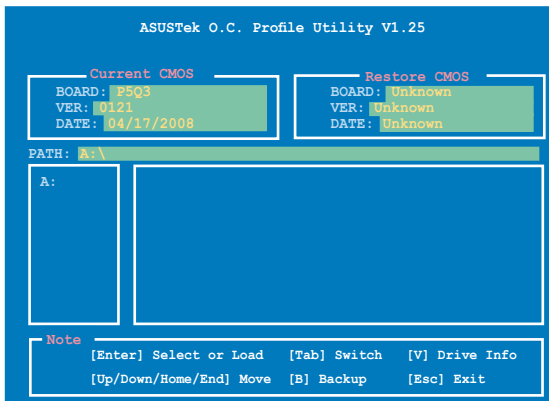 ASUSTek O.C. Profile Utility V1.25
Current CMOS
BOARD: P5Q3
VER: 0121
DATE: 04/17/2008
Restore CMOS
BOARD: Unknown
VER: Unknown
DATE: Unknown
PATH: A:\
A:
Note
[Enter] Select or Load [Tab] Switch [V] Drive Info
[Up/Down/Home/End] Move [B] Backup [Esc] Exit